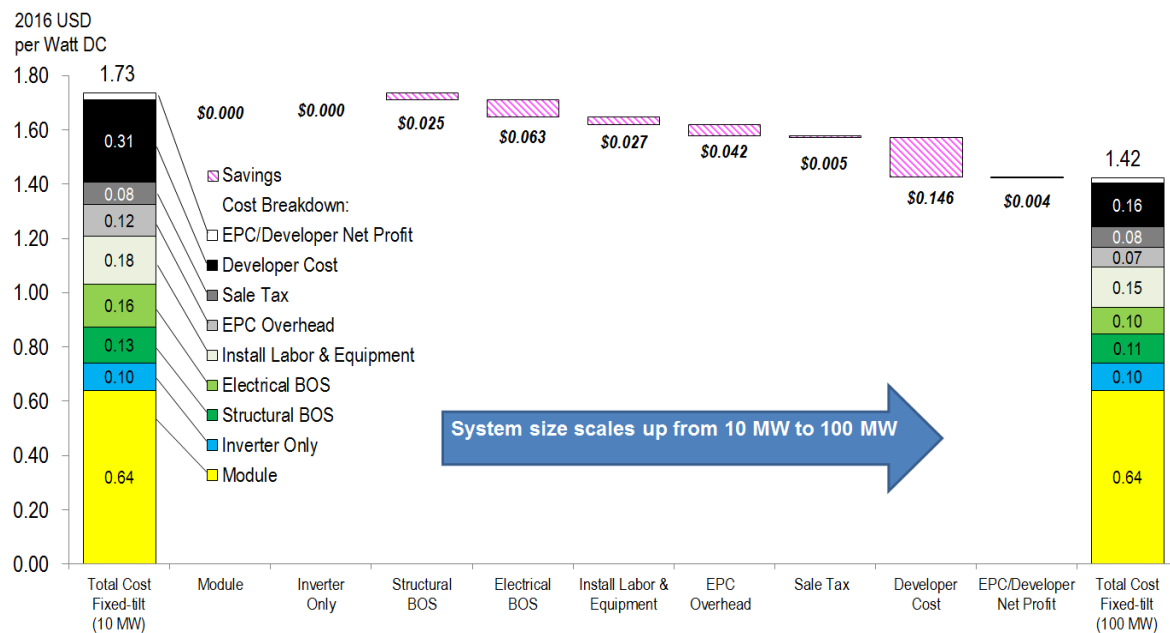 2016 USD
per Watt DC
1.80
1.60
1.40
1.20
1.00
0.80
0.60
0.40
0.20
0.00
1.73
0.31
0.08
0.12
0.18
0.16
0.13
0.10
0.64
Savings
Cost Breakdown:
EPC/Developer Net Profit
Developer Cost
Sale Tax
EPC Overhead
Install Labor & Equipment
Electrical BOS
Structural BOS
Inverter Only
Module
$0.000
$0.000
$0.025
$0.063
$0.027
$0.042
$0.005
$0.146
$0.004
System size scales up from 10 MW to 100 MW
1.42
0.16
0.08
0.07
0.15
0.10
0.11
0.10
0.64
Total Cost
Fixed-tilt
(10 MW)
Module
Inverter
Only
Structural
BOS
Electrical
BOS
Install Labor &
Equipment
EPC
Overhead
Sale Tax
Developer
Cost
EPC/Developer
Net Profit
Total Cost
Fixed-tilt
(100 MW)